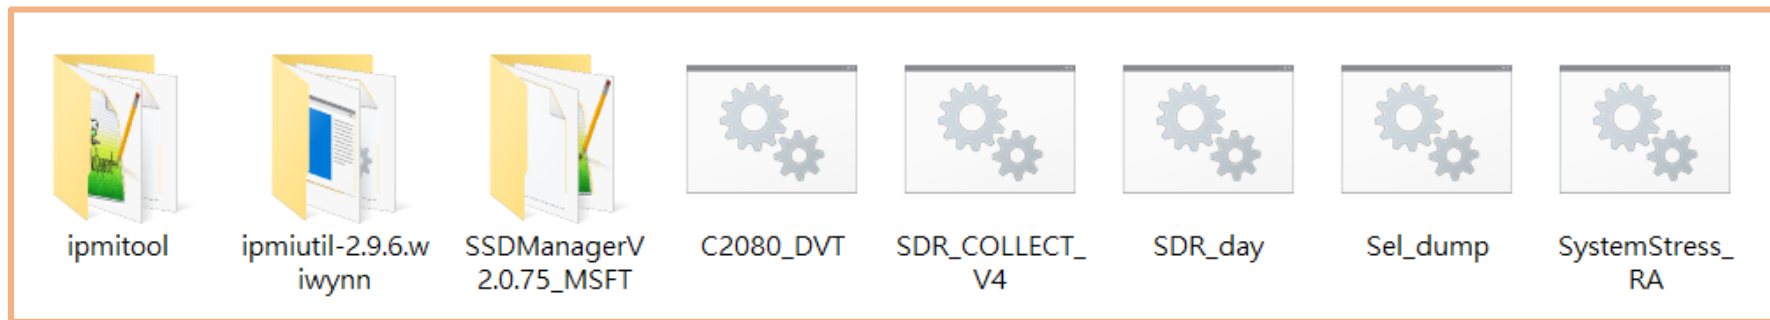 ipmitool
ipmiutil-2.9.6.w
iwynn
SSDManagerV
2.0.75_MSFT
C2080_DVT
SDR_COLLECT_
V4
SDR_day
Sel_dump
SystemStress_
RA